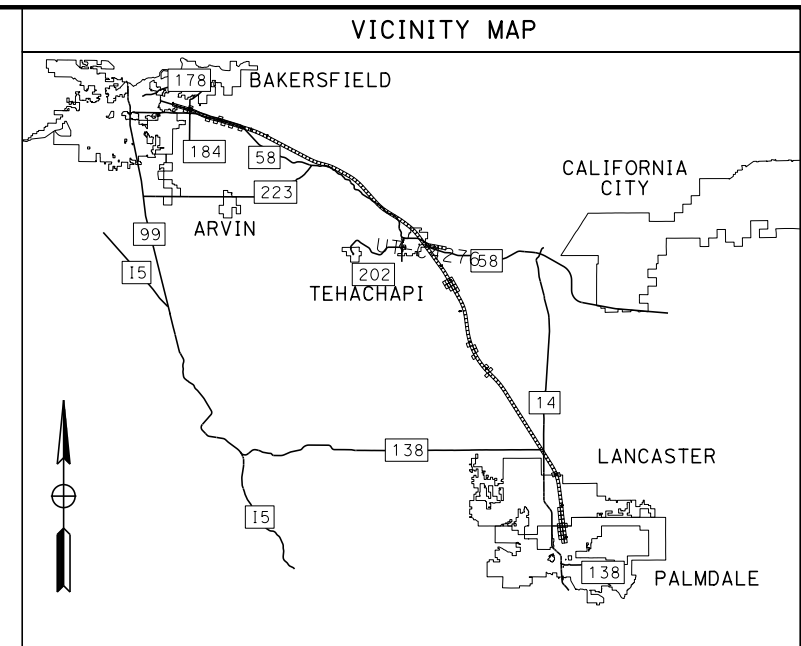 VICINITY MAP
178
BAKERSFIELD
184
58
223
CALIFORNIA
CITY
99
ARVIN
I5
58
202
TEHACHAPI
14
138
LANCASTER
I5
138
PALMDALE